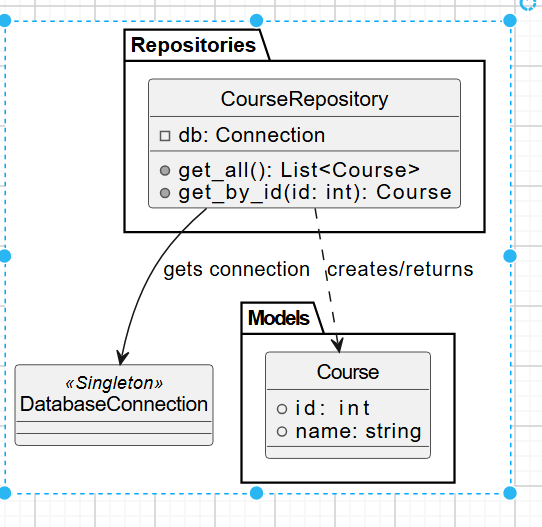 Repositories
CourseRepository
db: Connection
get_all(): List<Course>
get_by_id(id: int): Course
gets connection
creates/returns
Models
«Singleton»
DatabaseConnection
Course
id: int
name: string